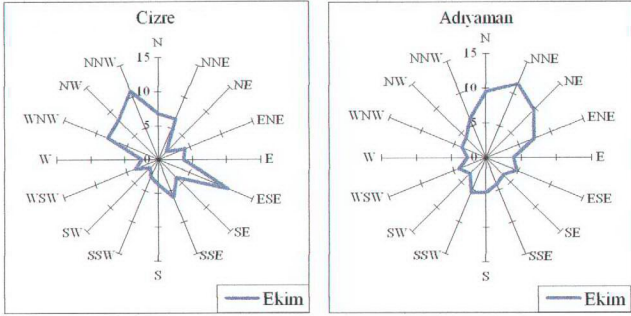 Cizre
N
NNW
NNE
NW
NE
WNW
ENE
W
E
WSW
ESE
SW
SE
SSW
SSE
S
15
10
5
0
Ekim
Adıyaman
N
NNW
NNE
NW
NE
WNW
ENE
W
E
WSW
ESE
SW
SE
SSW
SSE
S
15
10
5
0
Ekim